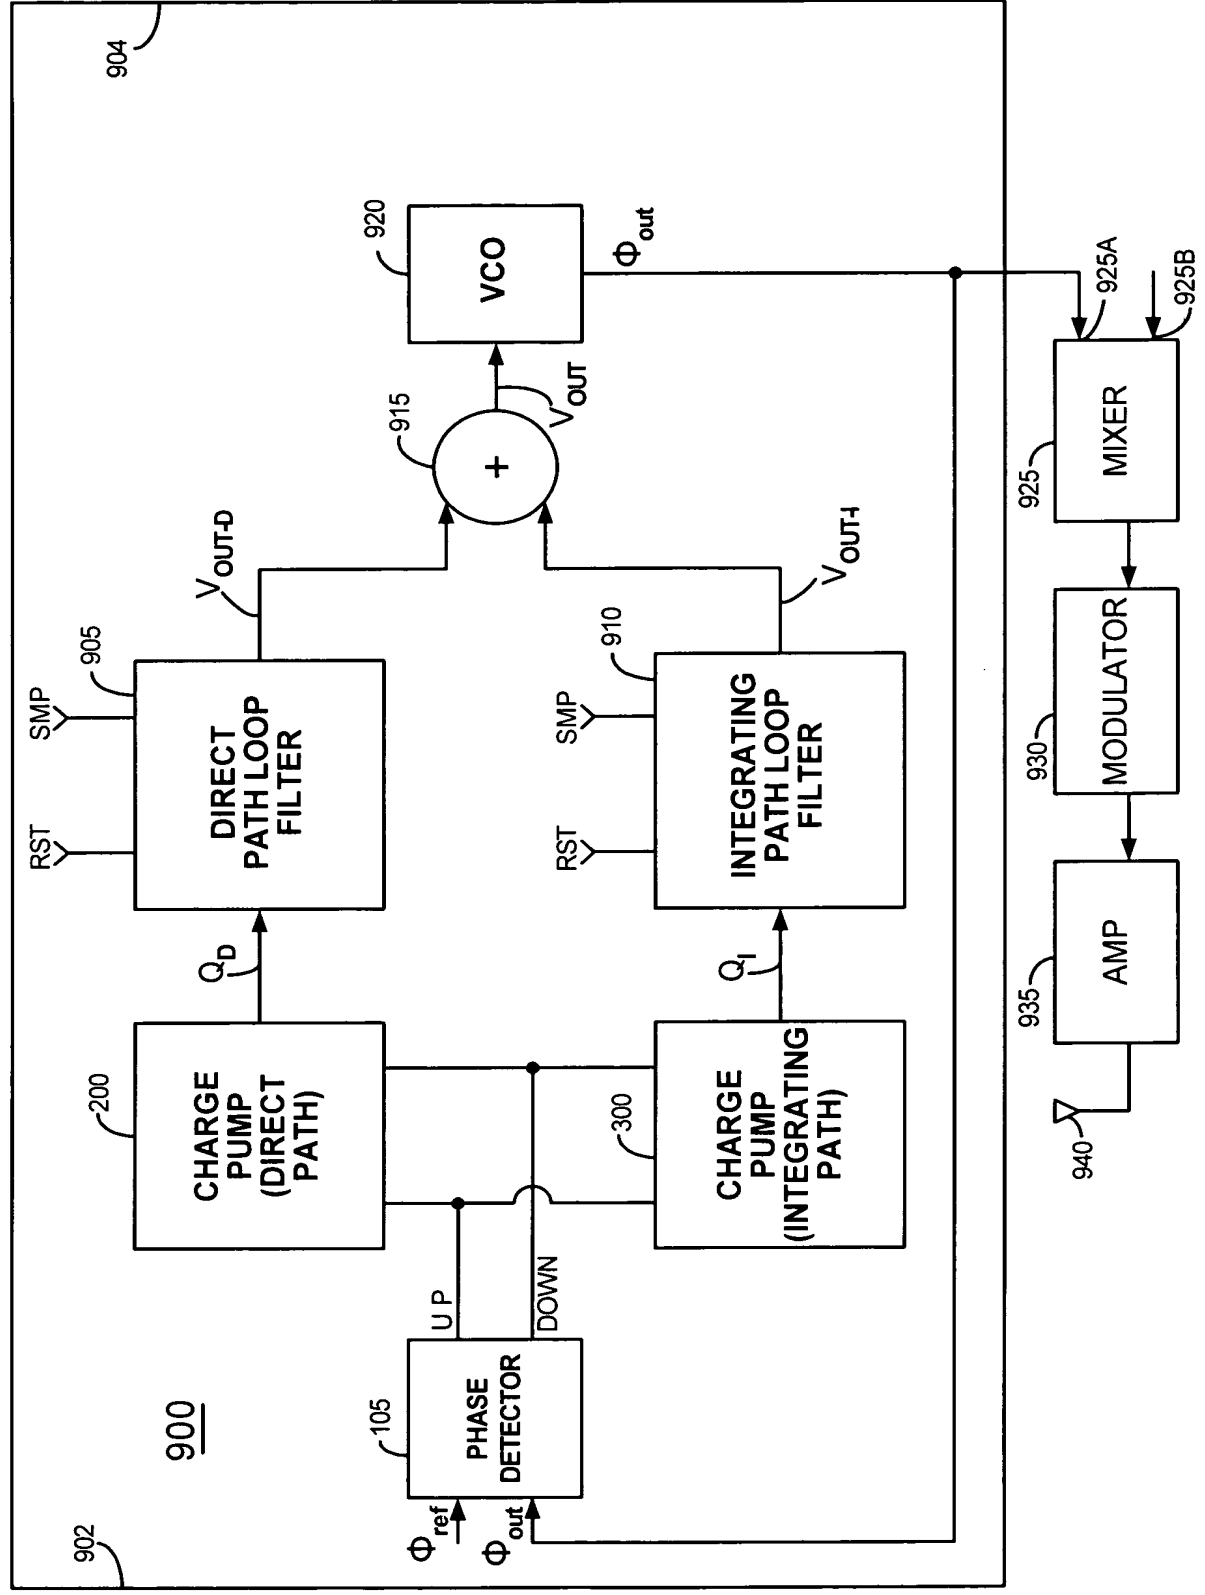 900
902
904
Φref
Φout
105
PHASE
DETECTOR
U P
DOWN
200
CHARGE
PUMP
(DIRECT
PATH)
QD
RST
SMP
905
DIRECT
PATH LOOP
FILTER
VOUT-D
300
CHARGE
PUMP
(INTEGRATING
PATH)
QI
RST
SMP
910
INTEGRATING
PATH LOOP
FILTER
VOUT-I
915
+
VOUT
920
VCO
Φout
925A
925B
925
MIXER
930
MODULATOR
935
AMP
940